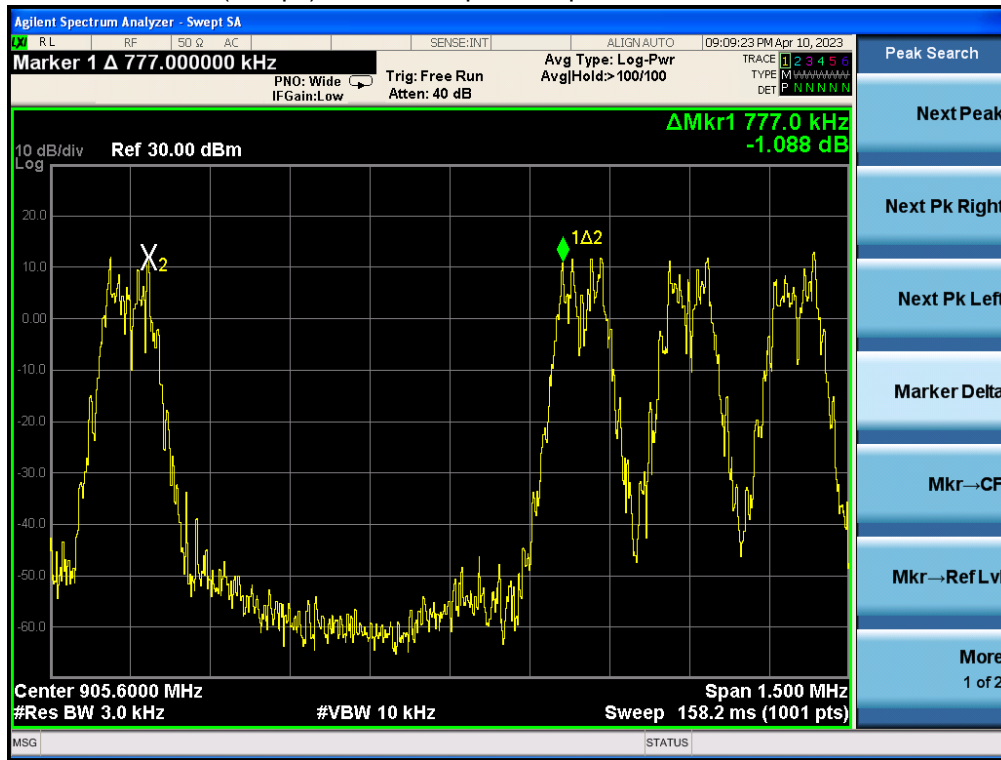 Agilent Spectrum Analyzer - Swept SA
LXI RL RF 50 Ω AC SENSE:INT ALIGN AUTO 09:09:23 PM Apr 10, 2023
Marker 1 Δ 777.000000 kHz
PNO: Wide
IFGain:Low
Trig: Free Run
Atten: 40 dB
Avg Type: Log-Pwr
Avg|Hold:> 100/100
TRACE 1 2 3 4 5 6
TYPE M
DET P N N N N N
ΔMkr1 777.0 kHz
-1.088 dB
10 dB/div Ref 30.00 dBm
Log
20.0
10.0
0.00
-10.0
-20.0
-30.0
-40.0
-50.0
-60.0
2
1Δ2
Center 905.6000 MHz Span 1.500 MHz
#Res BW 3.0 kHz #VBW 10 kHz Sweep 158.2 ms (1001 pts)
MSG STATUS
Peak Search
Next Peak
Next Pk Right
Next Pk Left
Marker Delta
Mkr→CF
Mkr→Ref Lvl
More
1 of 2